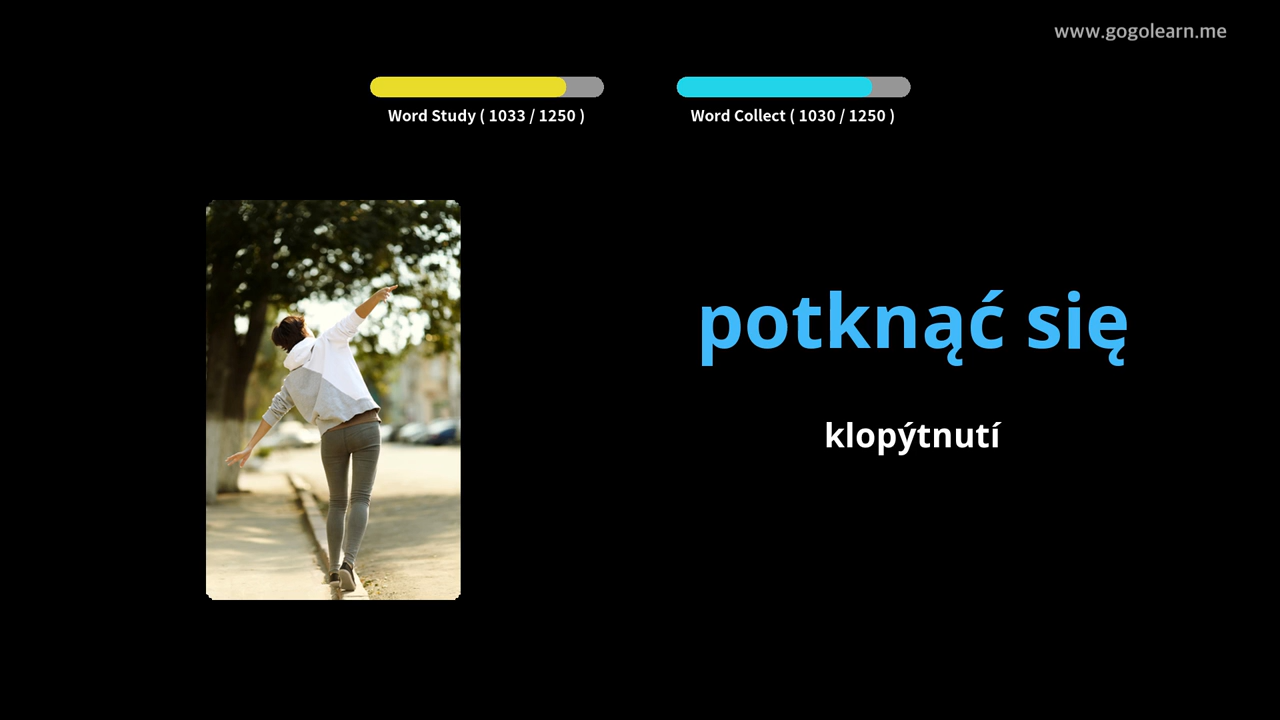 www.gogolearn.me
Word Study ( 1033 / 1250 )
Word Collect ( 1030 / 1250 )
potknąć się
klopýtnutí